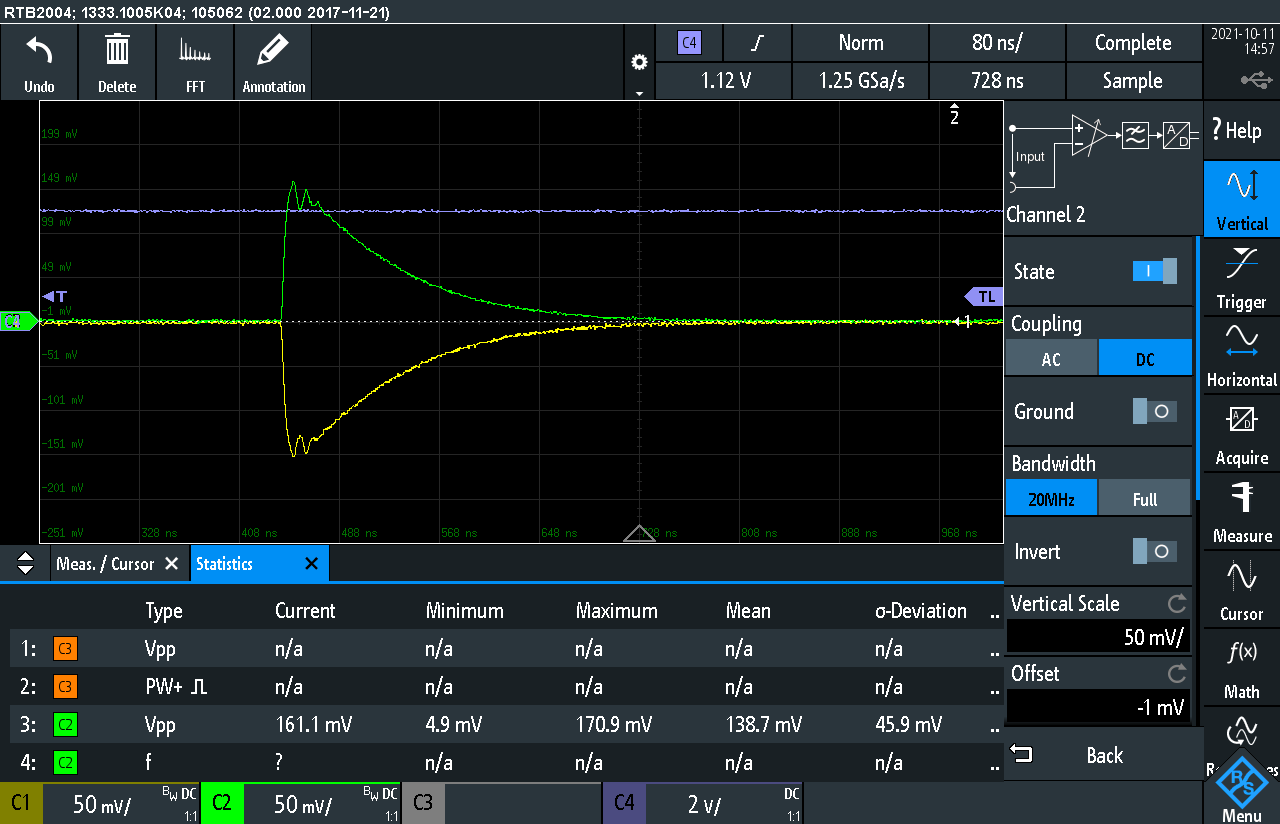 RTB2004; 1333.1005K04; 105062 (02.000 2017-11-21)
Undo
Delete
FFT
Annotation
C4
Norm
80 ns/
Complete
1.12 V
1.25 GSa/s
728 ns
Sample
2021-10-11
14:57
2
199 mV
149 mV
99 mV
49 mV
-1 mV
-51 mV
-101 mV
-151 mV
-201 mV
-251 mV
T
TL
1
328 ns
408 ns
488 ns
568 ns
648 ns
728 ns
808 ns
888 ns
968 ns
Input
A
D
Channel 2
State
I
Coupling
AC
DC
Ground
O
Bandwidth
20MHz
Full
Invert
O
Vertical Scale
50 mV/
Offset
-1 mV
Back
? Help
Vertical
Trigger
Horizontal
A
D
Acquire
Measure
Cursor
f(x)
Math
R&S
Menu
Meas. / Cursor
Statistics
Type Current Minimum Maximum Mean σ-Deviation ..
1: C3 Vpp n/a n/a n/a n/a n/a ..
2: C3 PW+ n/a n/a n/a n/a n/a ..
3: C2 Vpp 161.1 mV 4.9 mV 170.9 mV 138.7 mV 45.9 mV ..
4: C2 f ? n/a n/a n/a n/a ..
C1 50 mV/ BW DC 1:1
C2 50 mV/ BW DC 1:1
C3
C4 2 V/ DC 1:1